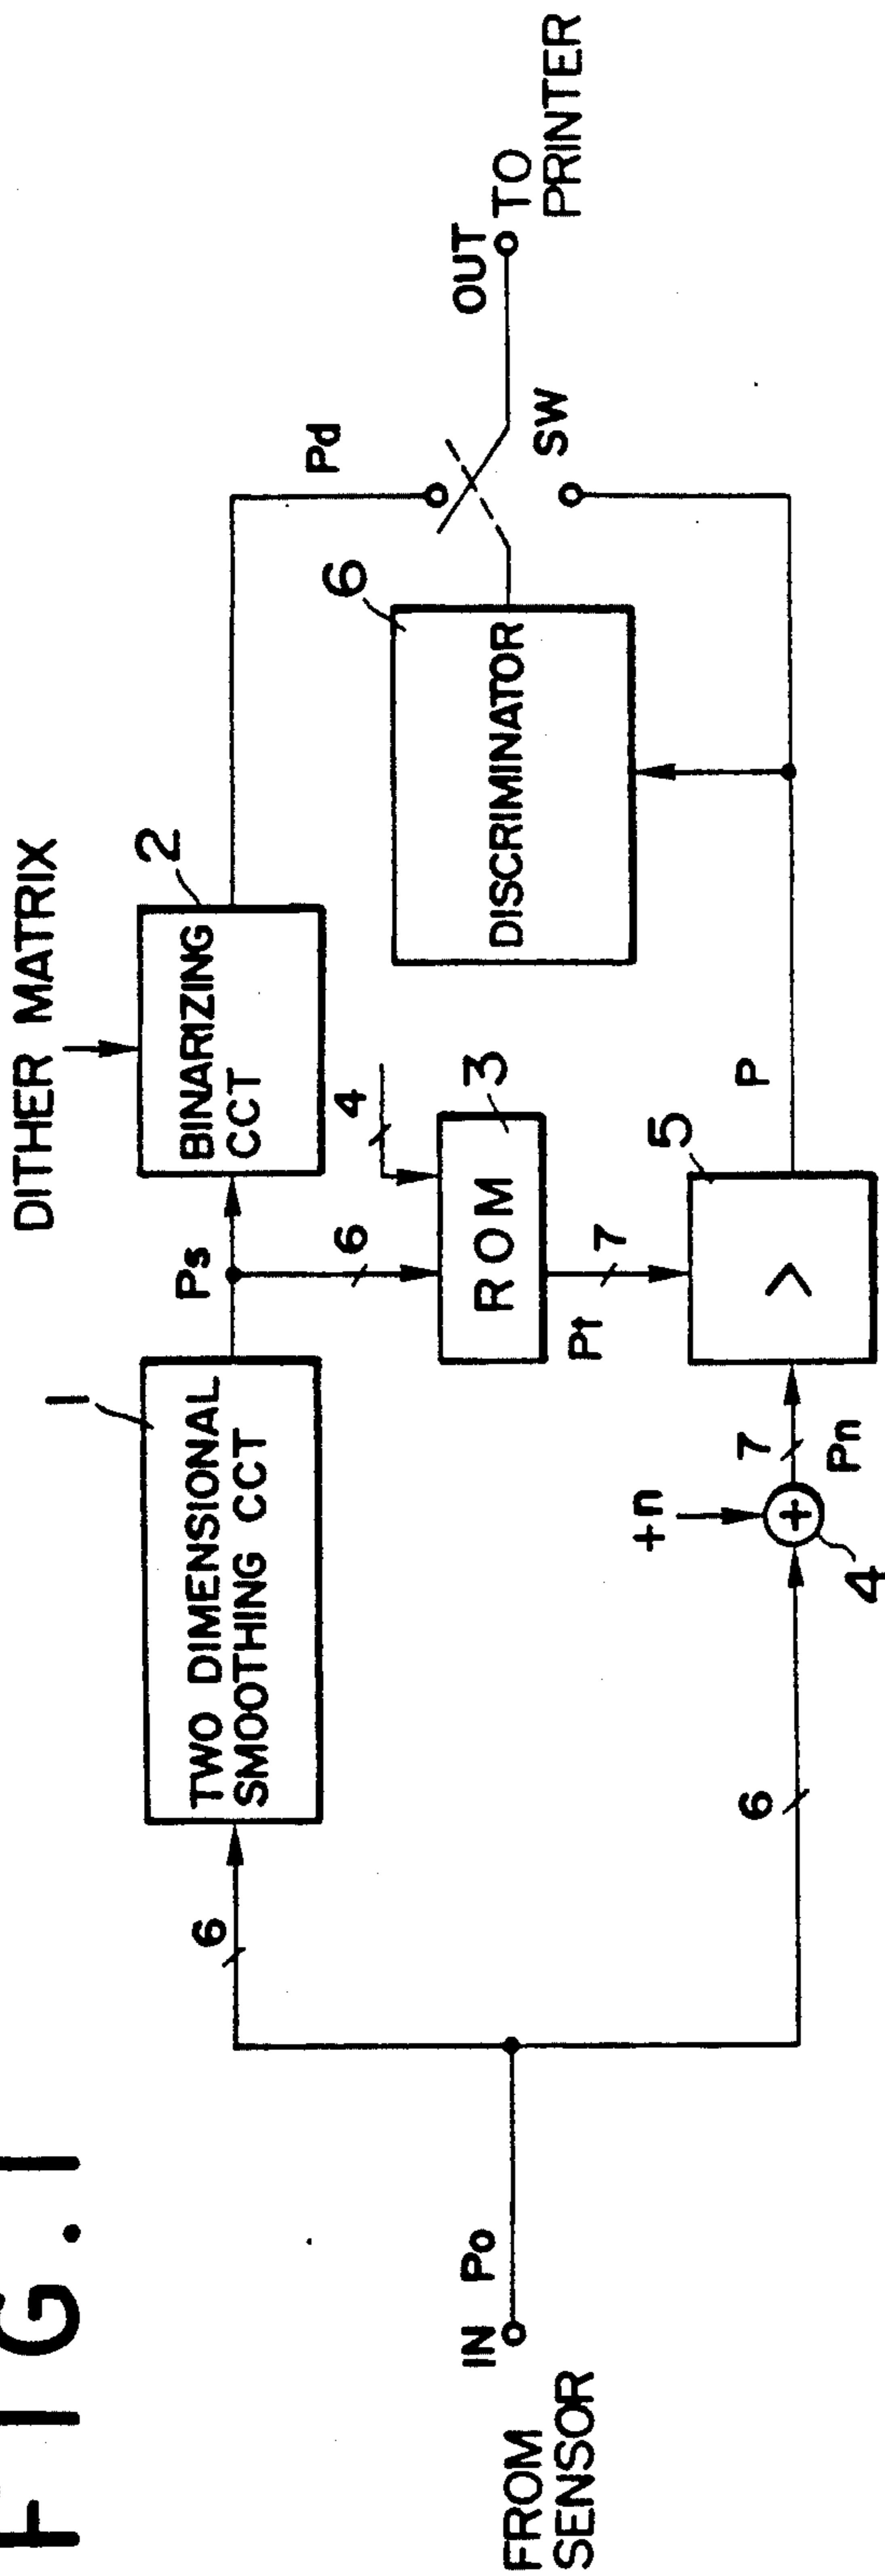 FIG.1
FROM
SENSOR
IN
Po
6
1
TWO DIMENSIONAL
SMOOTHING CCT
Ps
DITHER MATRIX
2
BINARIZING
CCT
Pd
6
4
3
ROM
Pt
7
6
+n
4
7
Pn
5
>
P
6
DISCRIMINATOR
SW
OUT
TO
PRINTER